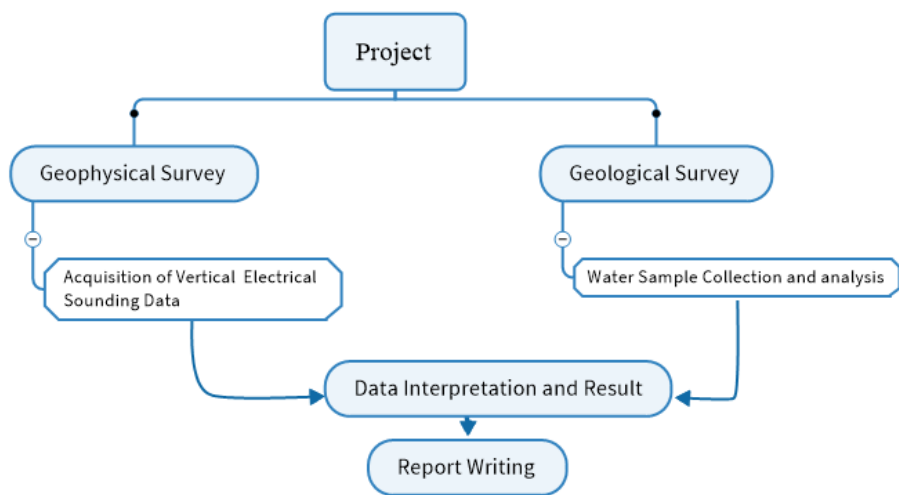 Project
Geophysical Survey
Geological Survey
Acquisition of Vertical Electrical
Sounding Data
Water Sample Collection and analysis
Data Interpretation and Result
Report Writing